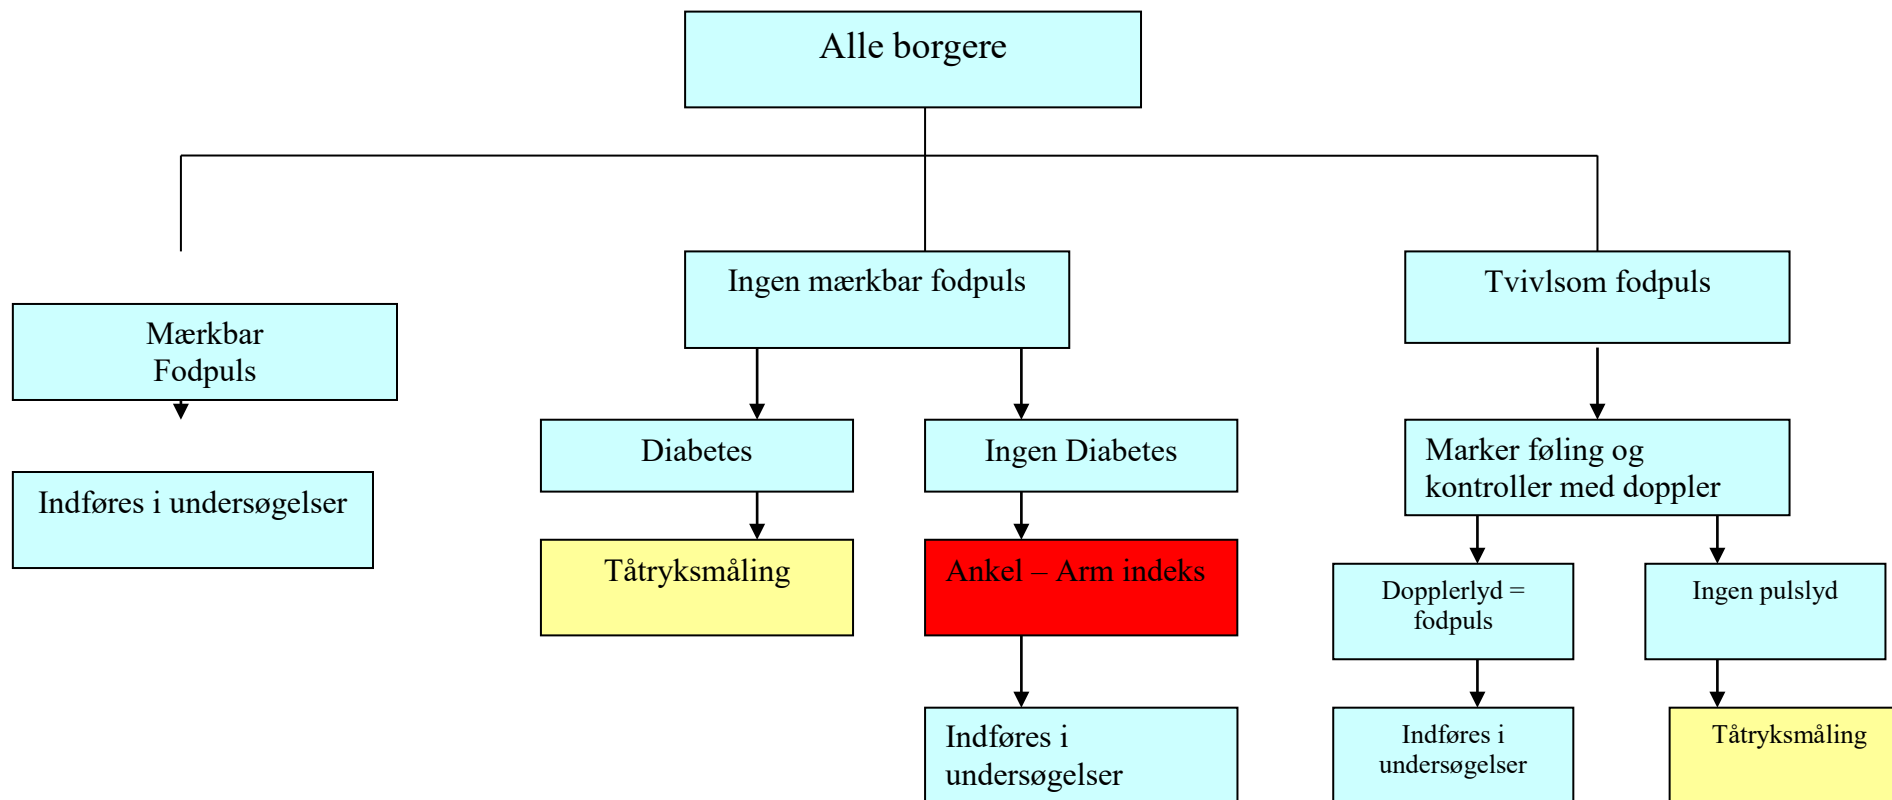 Alle borgere
Ingen mærkbar fodpuls
Tvivlsom fodpuls
Mærkbar
Fodpuls
Diabetes
Ingen Diabetes
Marker føling og
kontroller med doppler
Indføres i undersøgelser
Tåtryksmåling
Ankel – Arm indeks
Dopplerlyd =
fodpuls
Ingen pulslyd
Indføres i
undersøgelser
Indføres i
undersøgelser
Tåtryksmåling